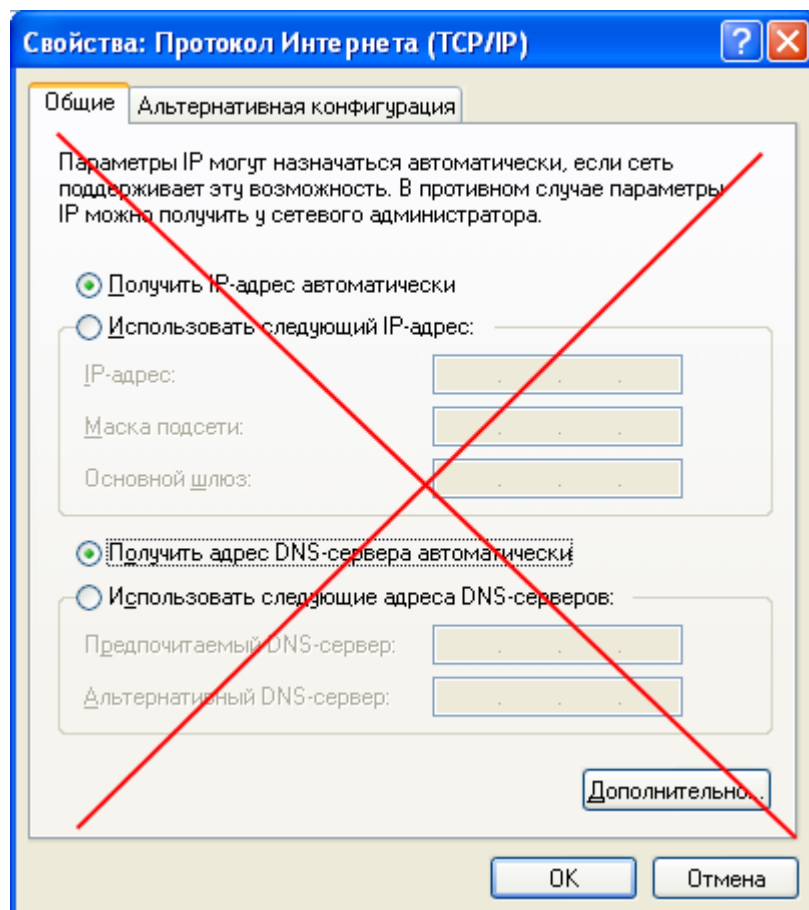 Свойства: Протокол Интернета (TCP/IP)
Общие
Альтернативная конфигурация
Параметры IP могут назначаться автоматически, если сеть
поддерживает эту возможность. В противном случае параметры
IP можно получить у сетевого администратора.
Получить IP-адрес автоматически
Использовать следующий IP-адрес:
IP-адрес:
Маска подсети:
Основной шлюз:
Получить адрес DNS-сервера автоматически
Использовать следующие адреса DNS-серверов:
Предпочитаемый DNS-сервер:
Альтернативный DNS-сервер:
Дополнительно...
OK
Отмена